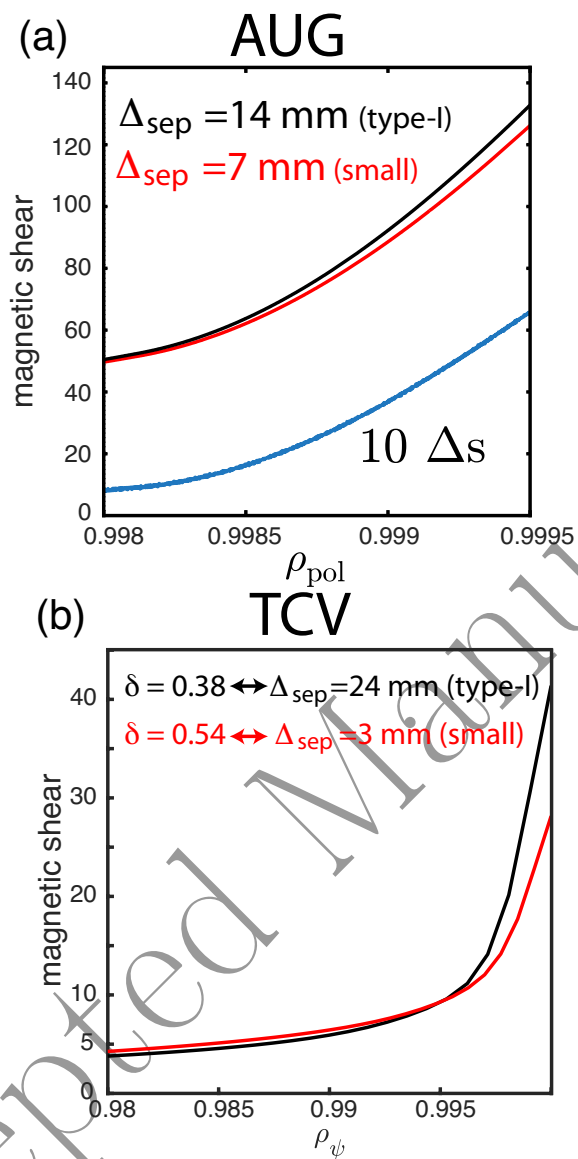 (a) AUG
140
120
100
80
60
40
20
0
magnetic shear
Δsep =14 mm (type-I)
Δsep =7 mm (small)
10 Δs
0.998 0.9985 0.999 0.9995
ρpol
(b) TCV
40
30
20
10
5
0
magnetic shear
δ = 0.38 ↔ Δsep =24 mm (type-I)
δ = 0.54 ↔ Δsep =3 mm (small)
0.98 0.985 0.99 0.995
ρψ
epted Manu